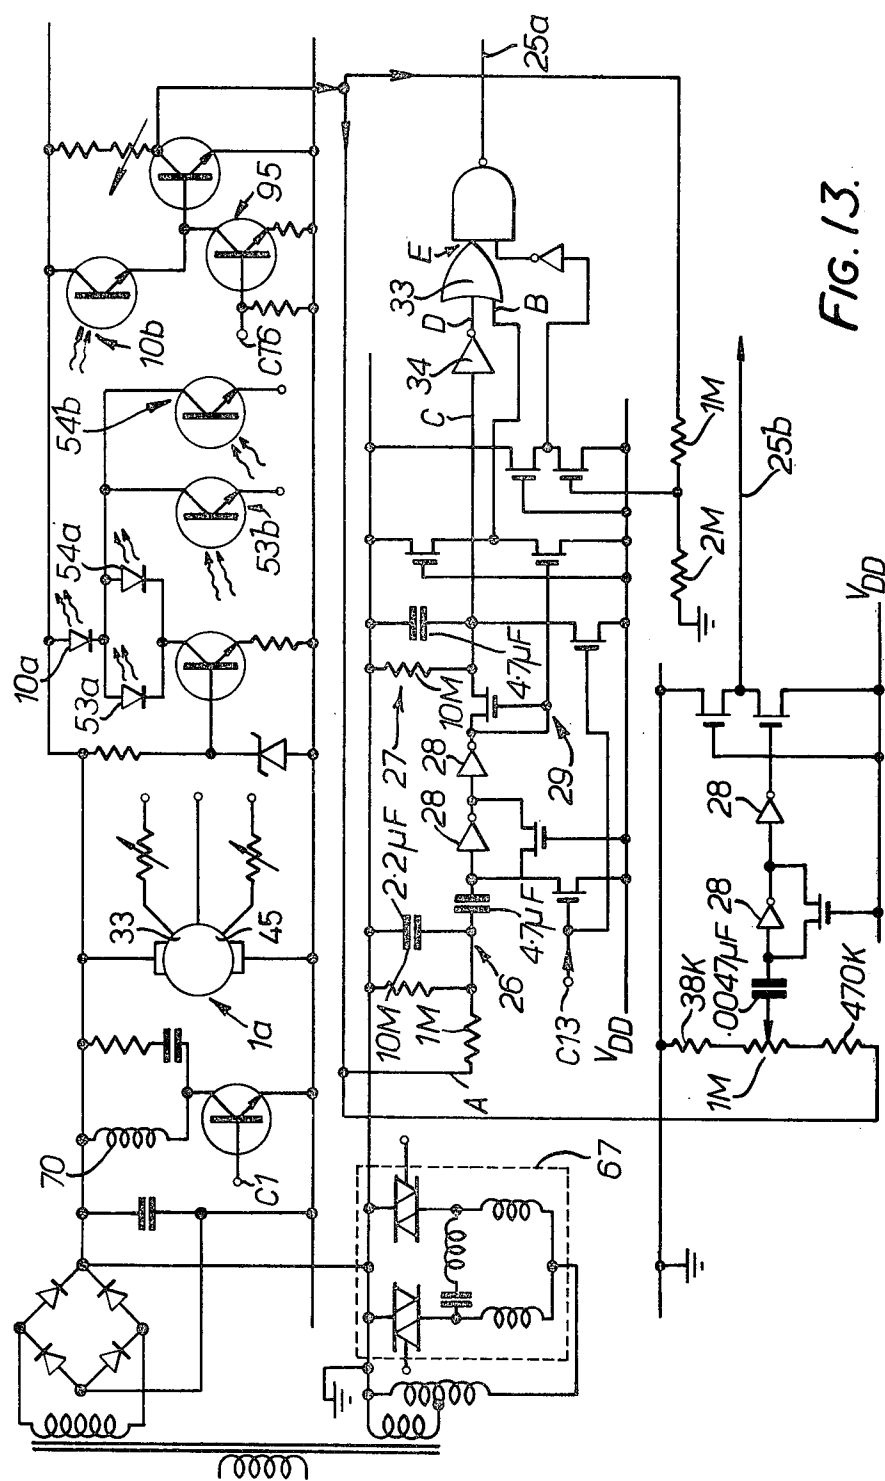 70
C1
33
45
1a
10a
53a
54a
54b
53b
10b
CT6
95
67
A
10M
1M
2·2μF
26
4·7μF
C13
VDD
27
28
28
10M
4·7μF
29
C
34
D
33
E
B
25a
38K
·0047μF
1M
470K
28
28
25b
2M
1M
VDD
FIG. 13.